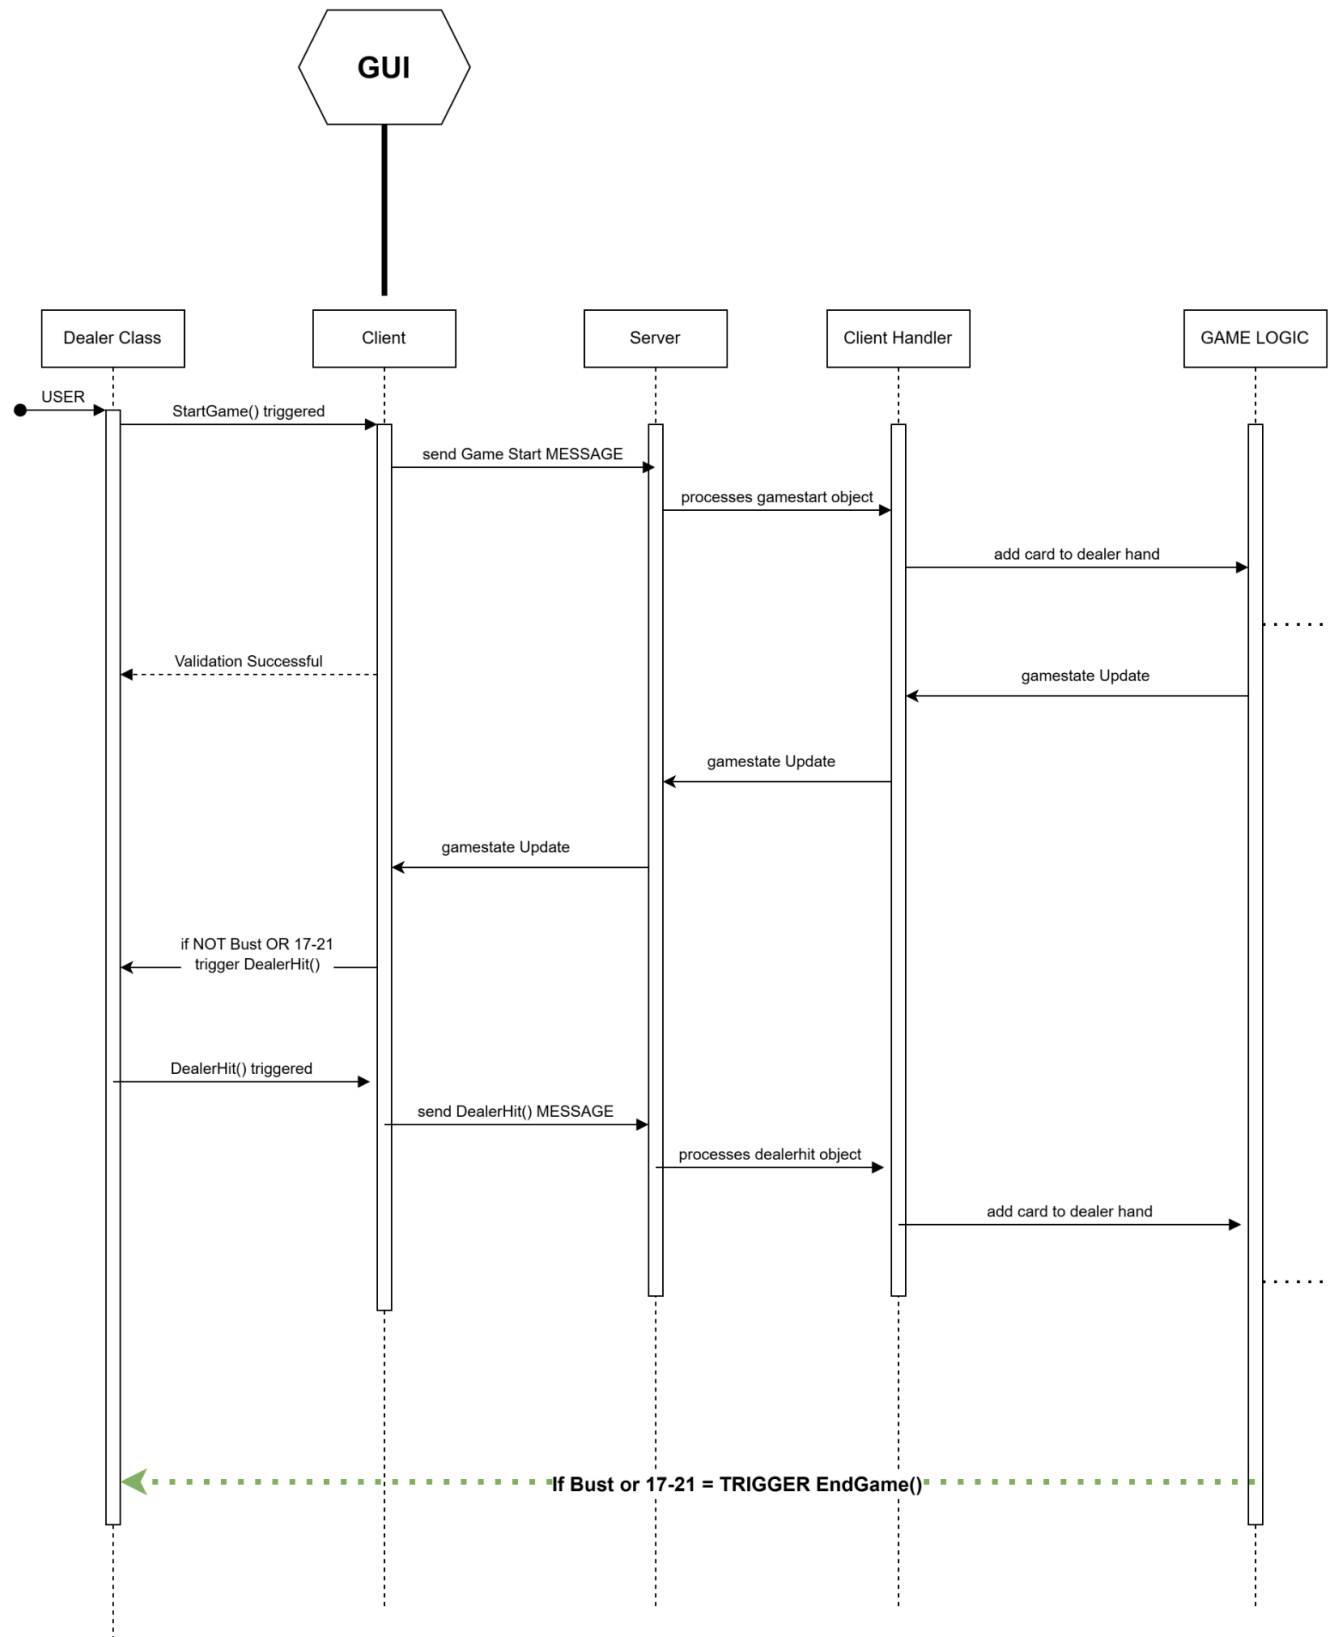 GUI
Dealer Class
Client
Server
Client Handler
GAME LOGIC
USER
StartGame() triggered
send Game Start MESSAGE
processes gamestart object
add card to dealer hand
Validation Successful
gamestate Update
gamestate Update
gamestate Update
if NOT Bust OR 17-21
trigger DealerHit()
DealerHit() triggered
send DealerHit() MESSAGE
processes dealerhit object
add card to dealer hand
If Bust or 17-21 = TRIGGER EndGame()